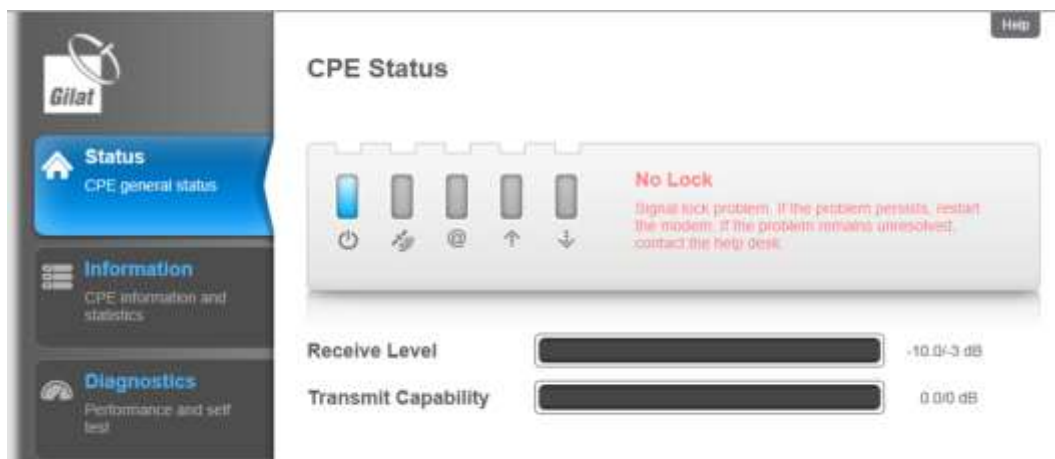 Help
Gilat
CPE Status
Status
CPE general status
No Lock
Signal lock problem. If the problem persists, restart
the modem. If the problem remains unresolved,
contact the help desk.
Information
CPE information and
statistics
Receive Level
-10.0/-3 dB
Diagnostics
Performance and self
test
Transmit Capability
0.0/0 dB